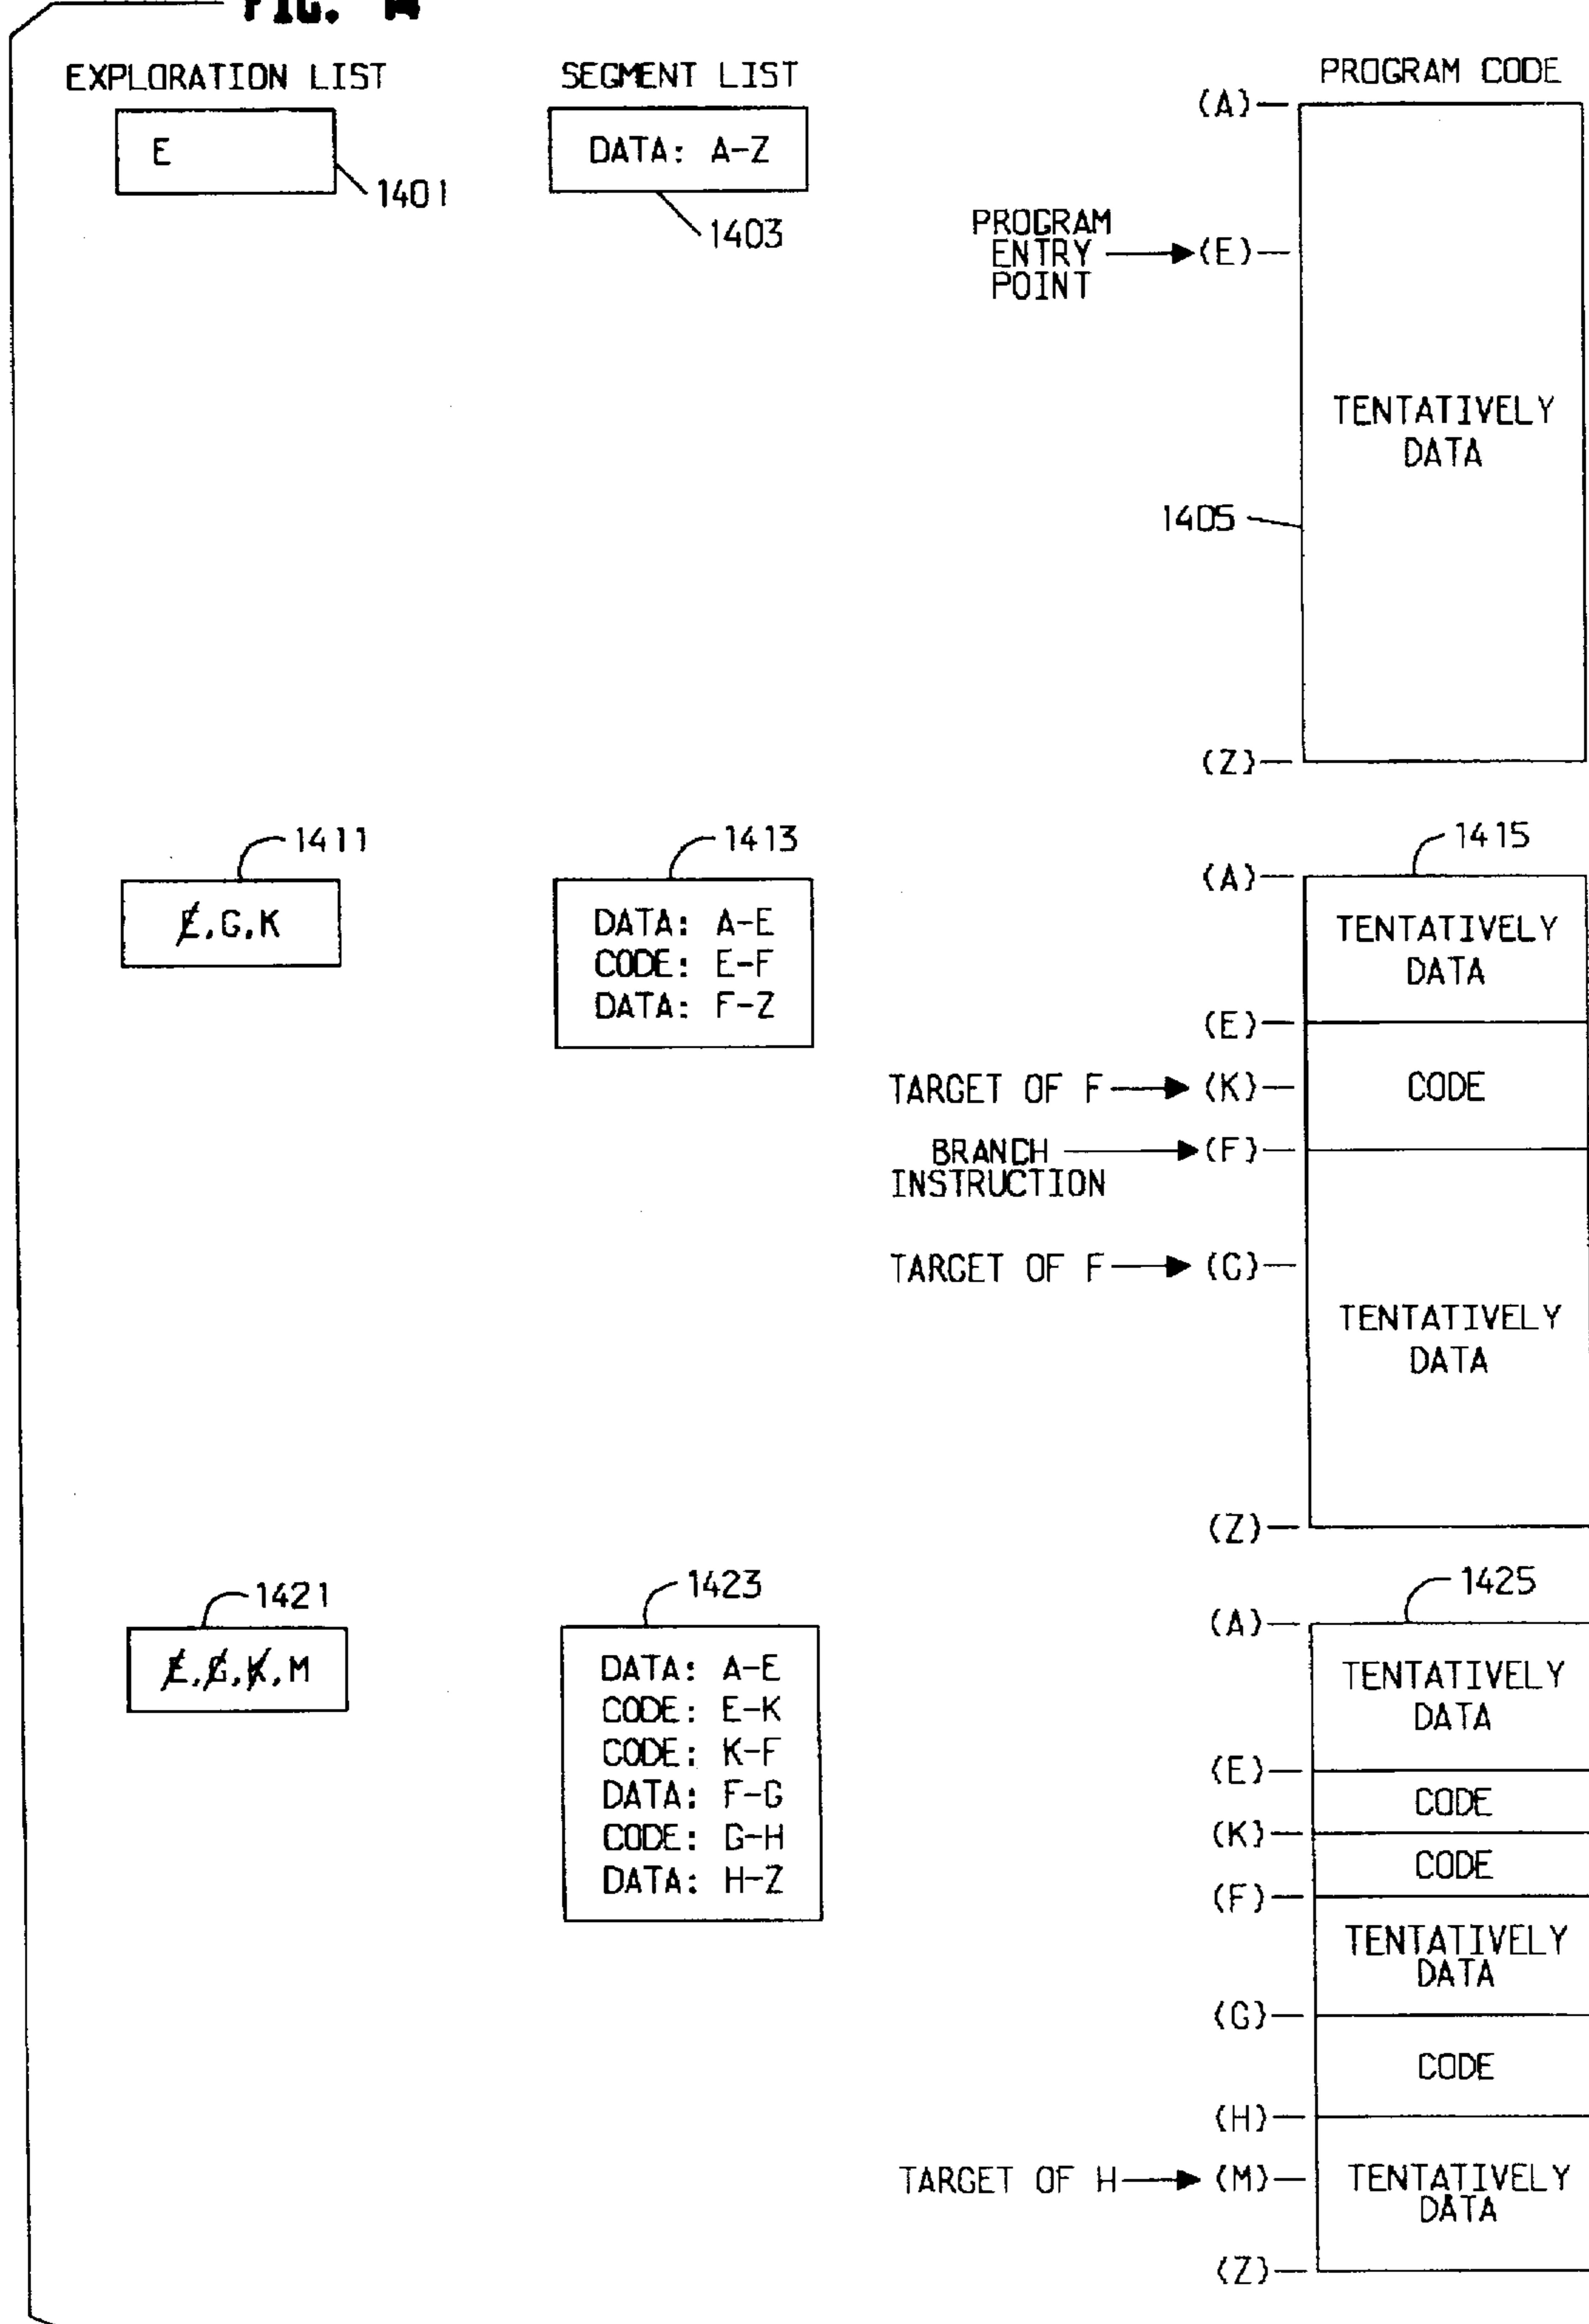 FIG. 14
EXPLORATION LIST
SEGMENT LIST
PROGRAM CODE
E
1401
DATA: A-Z
1403
(A)
PROGRAM
ENTRY
POINT
(E)
TENTATIVELY
DATA
1405
(Z)
1411
E,G,K
1413
DATA: A-E
CODE: E-F
DATA: F-Z
1415
(A)
TENTATIVELY
DATA
(E)
TARGET OF F
(K)
CODE
BRANCH
INSTRUCTION
(F)
TARGET OF F
(G)
TENTATIVELY
DATA
(Z)
1421
E,G,K,M
1423
DATA: A-E
CODE: E-K
CODE: K-F
DATA: F-G
CODE: G-H
DATA: H-Z
1425
(A)
TENTATIVELY
DATA
(E)
CODE
(K)
CODE
(F)
TENTATIVELY
DATA
(G)
CODE
(H)
TARGET OF H
(M)
TENTATIVELY
DATA
(Z)